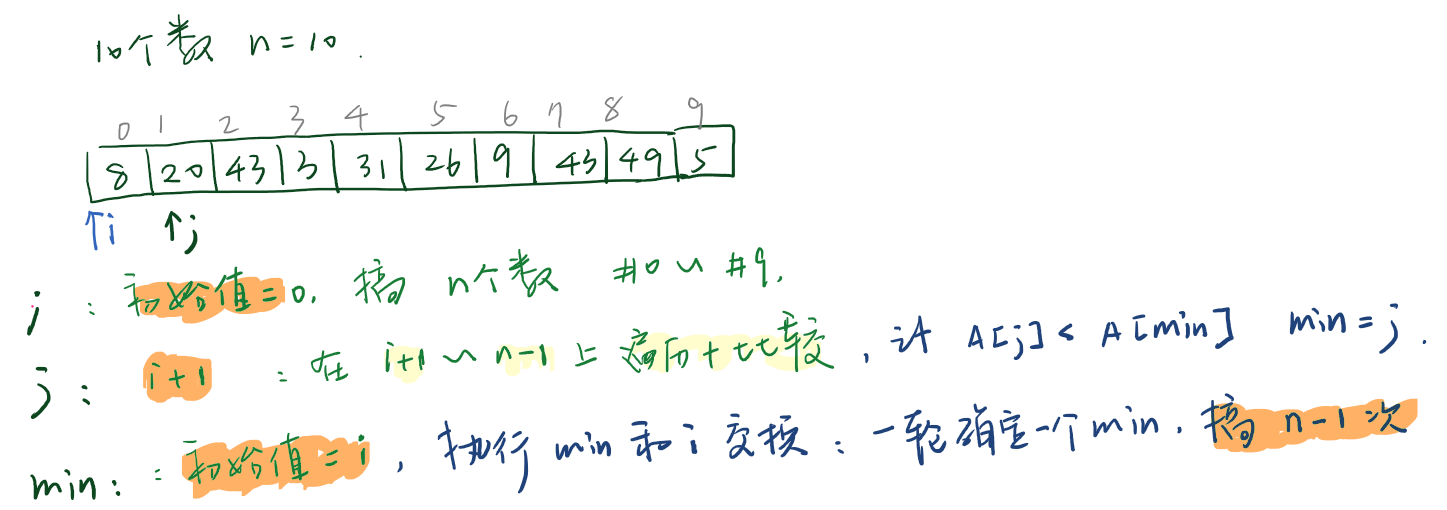 10个数 n=10.
0 1 2 3 4 5 6 7 8 9
8 20 43 3 31 26 9 43 49 5
↑i ↑j
i : 初始值=0. 搞 n个数 #0~#9.
j : i+1 : 在 i+1 ~ n-1 上遍历+比较, 计 A[j]<A[min] min=j.
min: : 初始值=i, 执行 min 和 i 交换: 一轮确定一个min. 搞 n-1 次